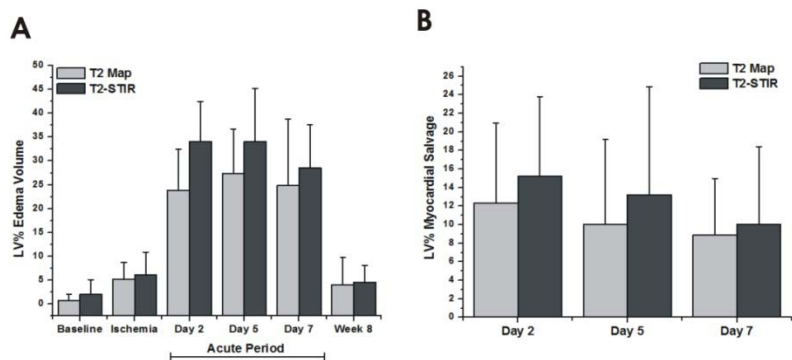 A
T2 Map
T2-STIR
LV% Edema Volume
50
45
40
35
30
25
20
15
10
5
0
Baseline Ischemia Day 2 Day 5 Day 7 Week 8
Acute Period
B
T2 Map
T2-STIR
LV% Myocardial Salvage
26
24
22
20
18
16
14
12
10
8
6
4
2
0
Day 2 Day 5 Day 7